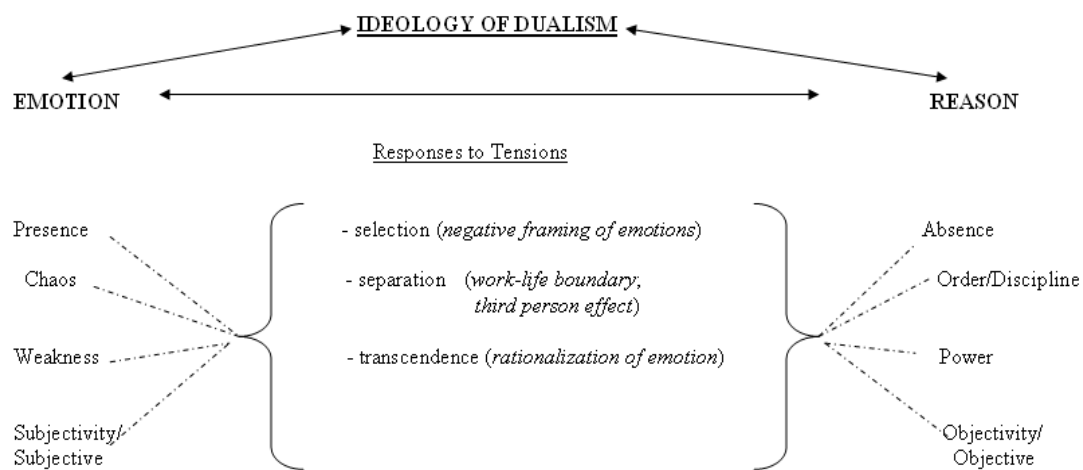 IDEOLOGY OF DUALISM
EMOTION
REASON
Responses to Tensions
Presence
Chaos
Weakness
Subjectivity/
Subjective
- selection (negative framing of emotions)
- separation (work-life boundary;
third person effect)
- transcendence (rationalization of emotion)
Absence
Order/Discipline
Power
Objectivity/
Objective